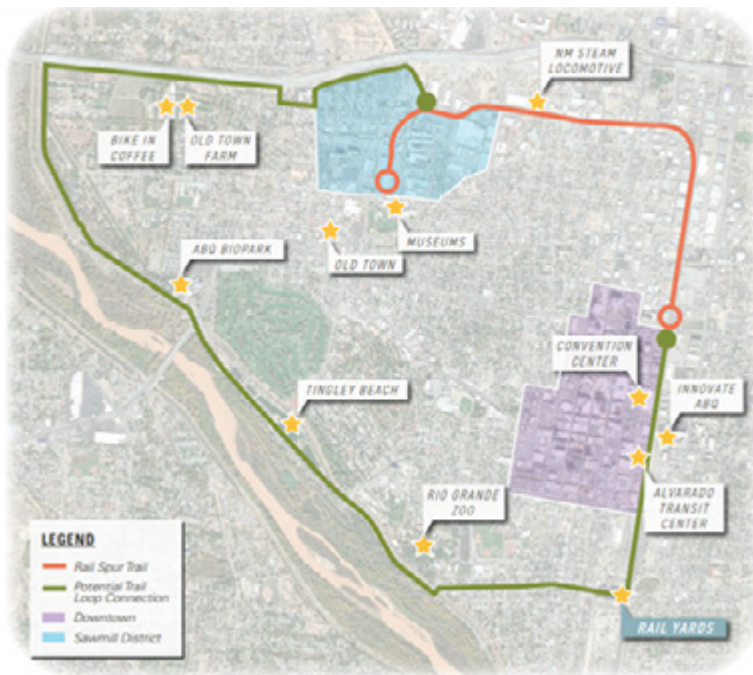 NM STEAM
LOCOMOTIVE
BIKE IN
COFFEE
OLD TOWN
FARM
MUSEUMS
ABQ BIOPARK
OLD TOWN
CONVENTION
CENTER
INNOVATE
ABQ
TINGLEY BEACH
RIO GRANDE
ZOO
ALVARADO
TRANSIT
CENTER
RAIL YARDS
LEGEND
Rail Spur Trail
Potential Trail
Loop Connection
Downtown
Sawmill District